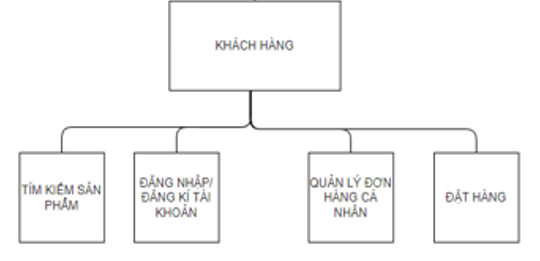 KHÁCH HÀNG
TÌM KIẾM SẢN
PHẨM
ĐĂNG NHẬP/
ĐĂNG KÍ TÀI
KHOẢN
QUẢN LÝ ĐƠN
HÀNG CÁ
NHÂN
ĐẶT HÀNG